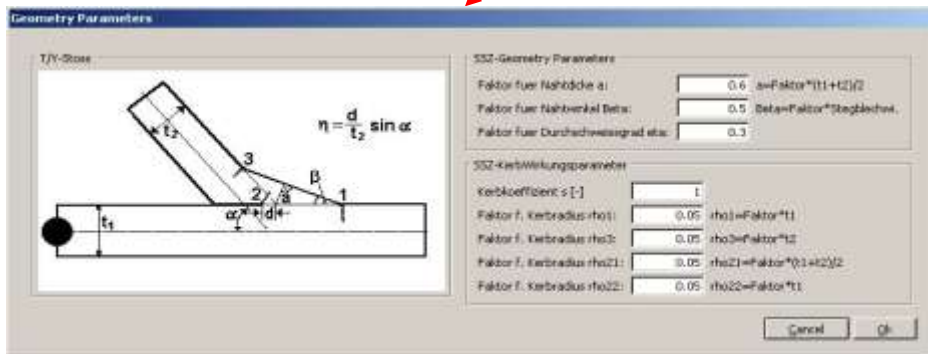 Geometry Parameters
T/Y-Stoss
t2
η = d/t2 sin α
3
β
2
a
1
α
d
t1
SSZ-Geometry Parameters
Faktor fuer Nahtdicke a: 0.6 a=Faktor*(t1+t2)/2
Faktor fuer Nahtwinkel Beta: 0.5 Beta=Faktor*Stegblechwi.
Faktor fuer Durchschweissgrad eta: 0.3
SSZ-Kerbwirkungsparameter
Kerbkoeffizient s [-] 1
Faktor f. Kerbradius rho1: 0.05 rho1=Faktor*t1
Faktor f. Kerbradius rho3: 0.05 rho3=Faktor*t2
Faktor f. Kerbradius rho21: 0.05 rho21=Faktor*(t1+t2)/2
Faktor f. Kerbradius rho22: 0.05 rho22=Faktor*t1
Cancel Ok